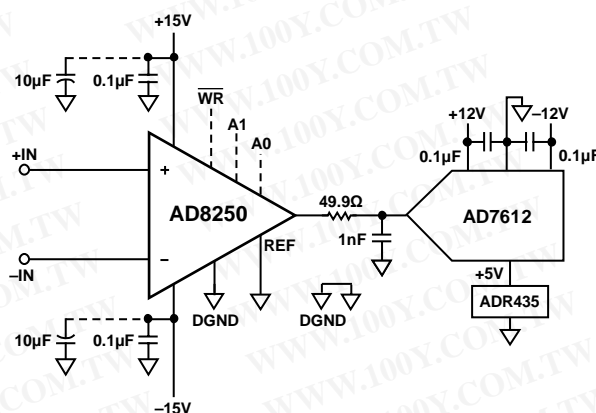 +15V
10µF
0.1µF
WR
A1
A0
+12V
–12V
0.1µF
0.1µF
+IN
+
AD8250
49.9Ω
AD7612
1nF
REF
–IN
–
+5V
DGND
DGND
ADR435
10µF
0.1µF
–15V
WWW.100Y.COM.TW